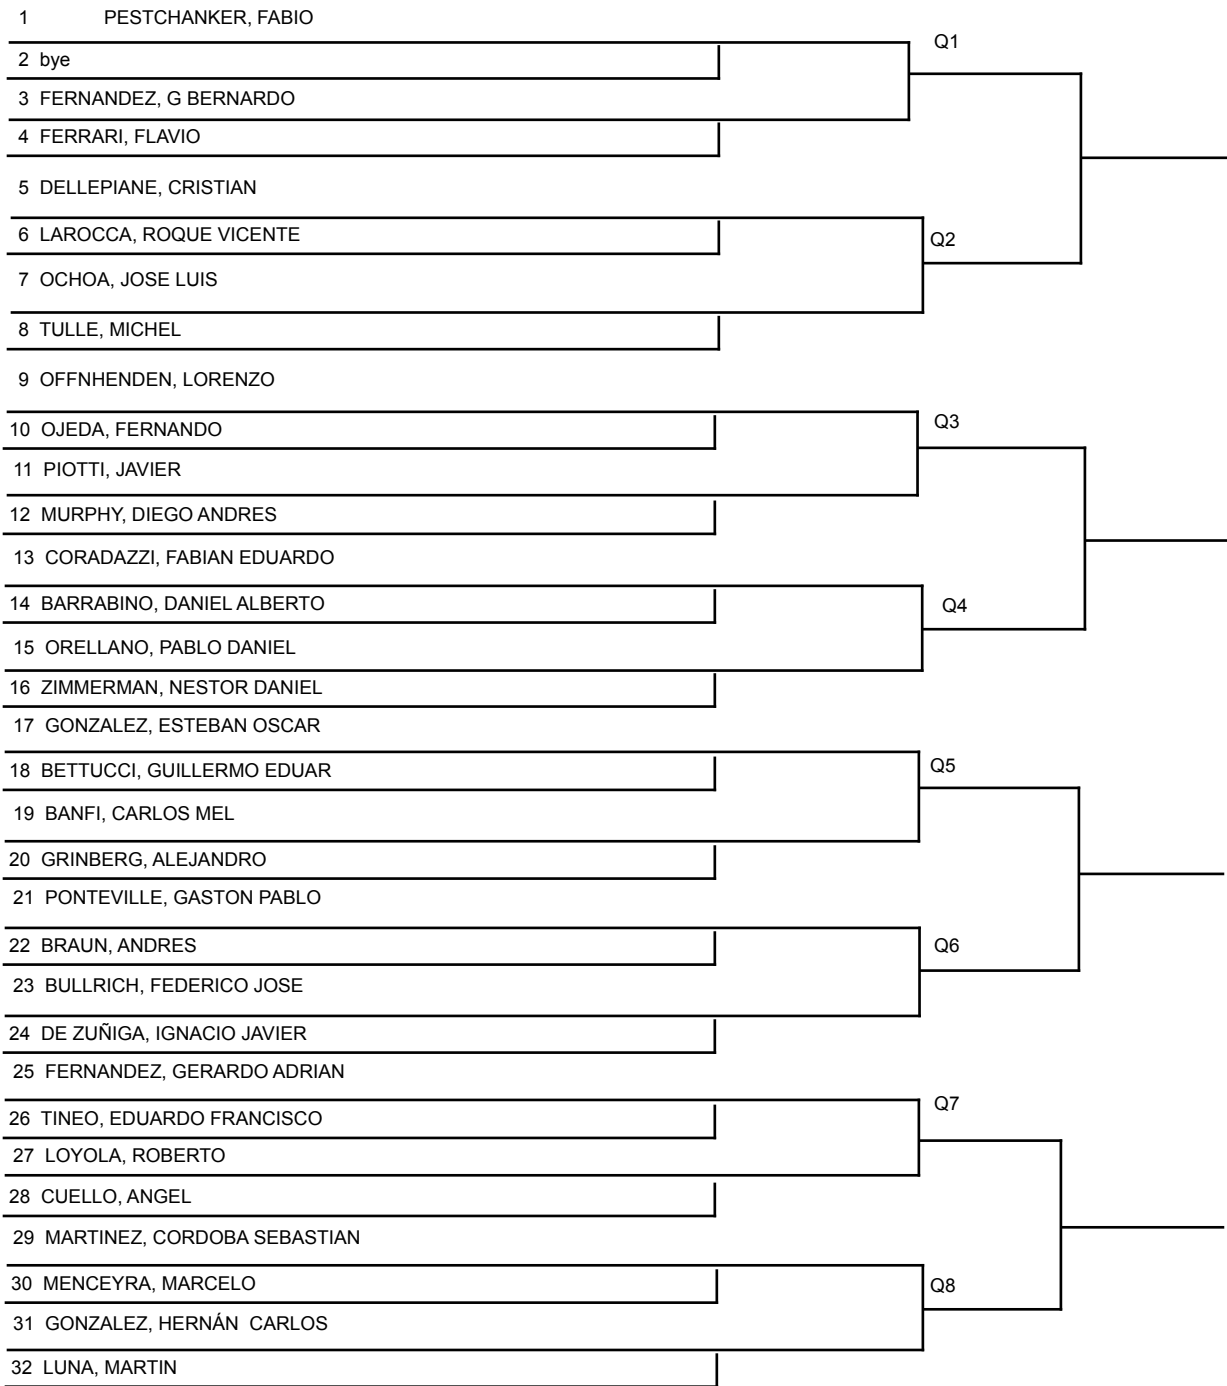 1 PESTCHANKER, FABIO
Q1
2 bye
3 FERNANDEZ, G BERNARDO
4 FERRARI, FLAVIO
5 DELLEPIANE, CRISTIAN
6 LAROCCA, ROQUE VICENTE
Q2
7 OCHOA, JOSE LUIS
8 TULLE, MICHEL
9 OFFNHENDEN, LORENZO
10 OJEDA, FERNANDO
Q3
11 PIOTTI, JAVIER
12 MURPHY, DIEGO ANDRES
13 CORADAZZI, FABIAN EDUARDO
14 BARRABINO, DANIEL ALBERTO
Q4
15 ORELLANO, PABLO DANIEL
16 ZIMMERMAN, NESTOR DANIEL
17 GONZALEZ, ESTEBAN OSCAR
18 BETTUCCI, GUILLERMO EDUAR
Q5
19 BANFI, CARLOS MEL
20 GRINBERG, ALEJANDRO
21 PONTEVILLE, GASTON PABLO
22 BRAUN, ANDRES
Q6
23 BULLRICH, FEDERICO JOSE
24 DE ZUÑIGA, IGNACIO JAVIER
25 FERNANDEZ, GERARDO ADRIAN
26 TINEO, EDUARDO FRANCISCO
Q7
27 LOYOLA, ROBERTO
28 CUELLO, ANGEL
29 MARTINEZ, CORDOBA SEBASTIAN
30 MENCEYRA, MARCELO
Q8
31 GONZALEZ, HERNÁN CARLOS
32 LUNA, MARTIN